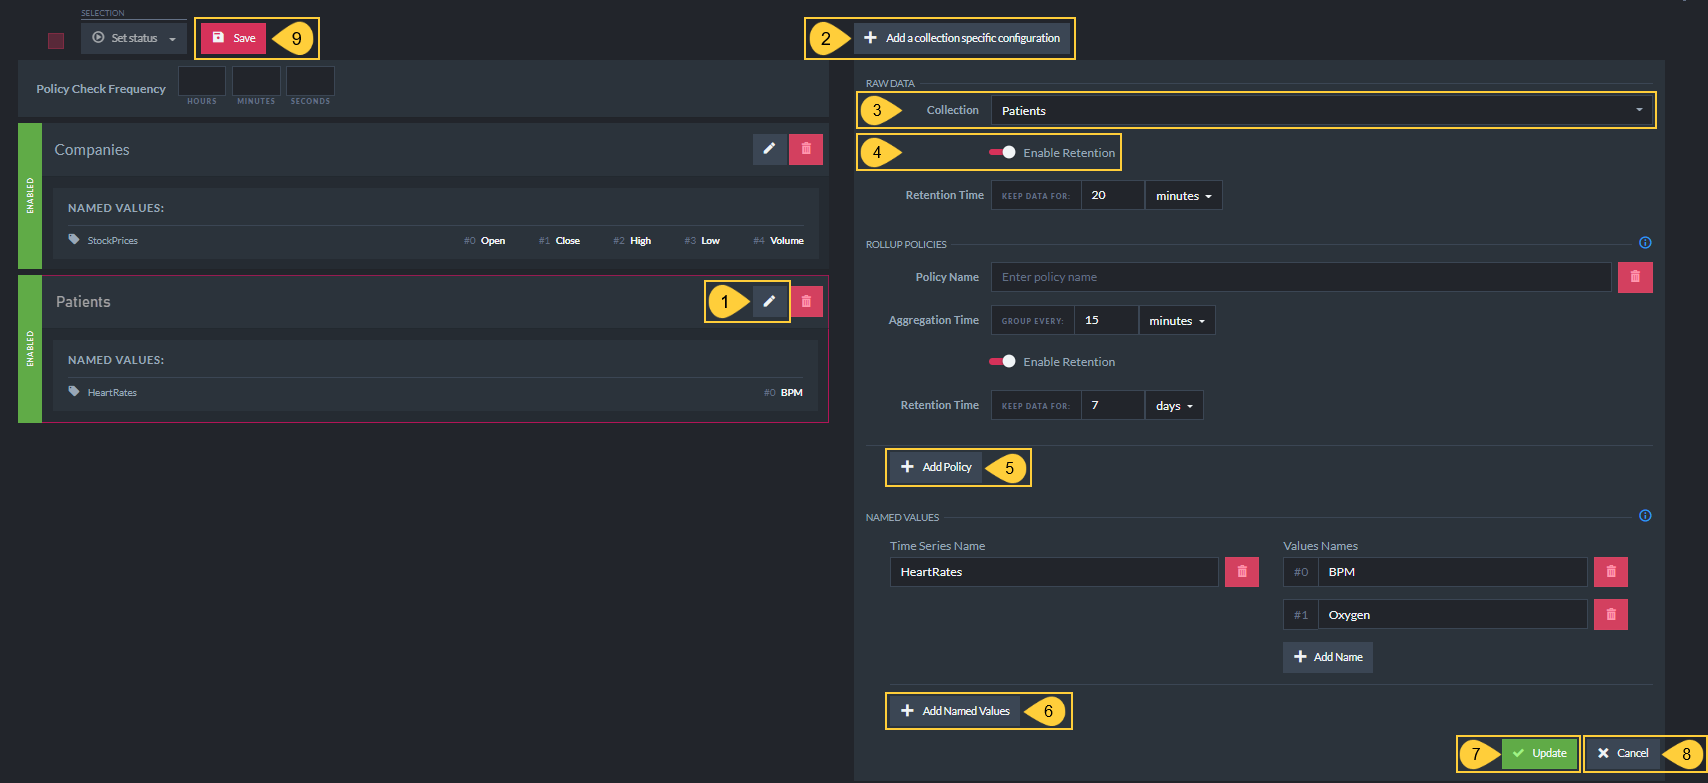 SELECTION
Set status
Save
9
2
Add a collection specific configuration
Policy Check Frequency
HOURS
MINUTES
SECONDS
ENABLED
Companies
NAMED VALUES:
StockPrices
#0 Open
#1 Close
#2 High
#3 Low
#4 Volume
ENABLED
Patients
1
NAMED VALUES:
HeartRates
#0 BPM
RAW DATA
3
Collection
Patients
4
Enable Retention
Retention Time
KEEP DATA FOR:
20
minutes
ROLLUP POLICIES
Policy Name
Enter policy name
Aggregation Time
GROUP EVERY:
15
minutes
Enable Retention
Retention Time
KEEP DATA FOR:
7
days
Add Policy
5
NAMED VALUES
Time Series Name
Values Names
HeartRates
#0
BPM
#1
Oxygen
Add Name
Add Named Values
6
7
Update
Cancel
8